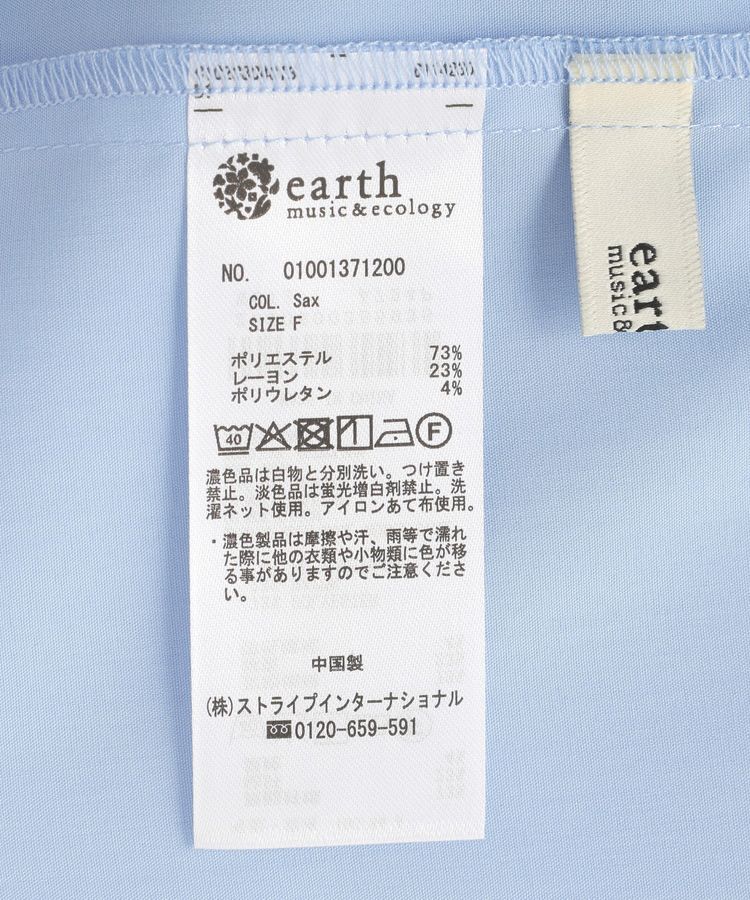 earth
music&ecology
NO. 01001371200
COL. Sax
SIZE F
ポリエステル 73%
レーヨン 23%
ポリウレタン 4%
40
F
濃色品は白物と分別洗い。つけ置き
禁止。淡色品は蛍光増白剤禁止。洗
濯ネット使用。アイロンあて布使用。
・濃色製品は摩擦や汗、雨等で濡れ
た際に他の衣類や小物類に色が移
る事がありますのでご注意くださ
い。
中国製
(株)ストライプインターナショナル
0120-659-591
ear
music&